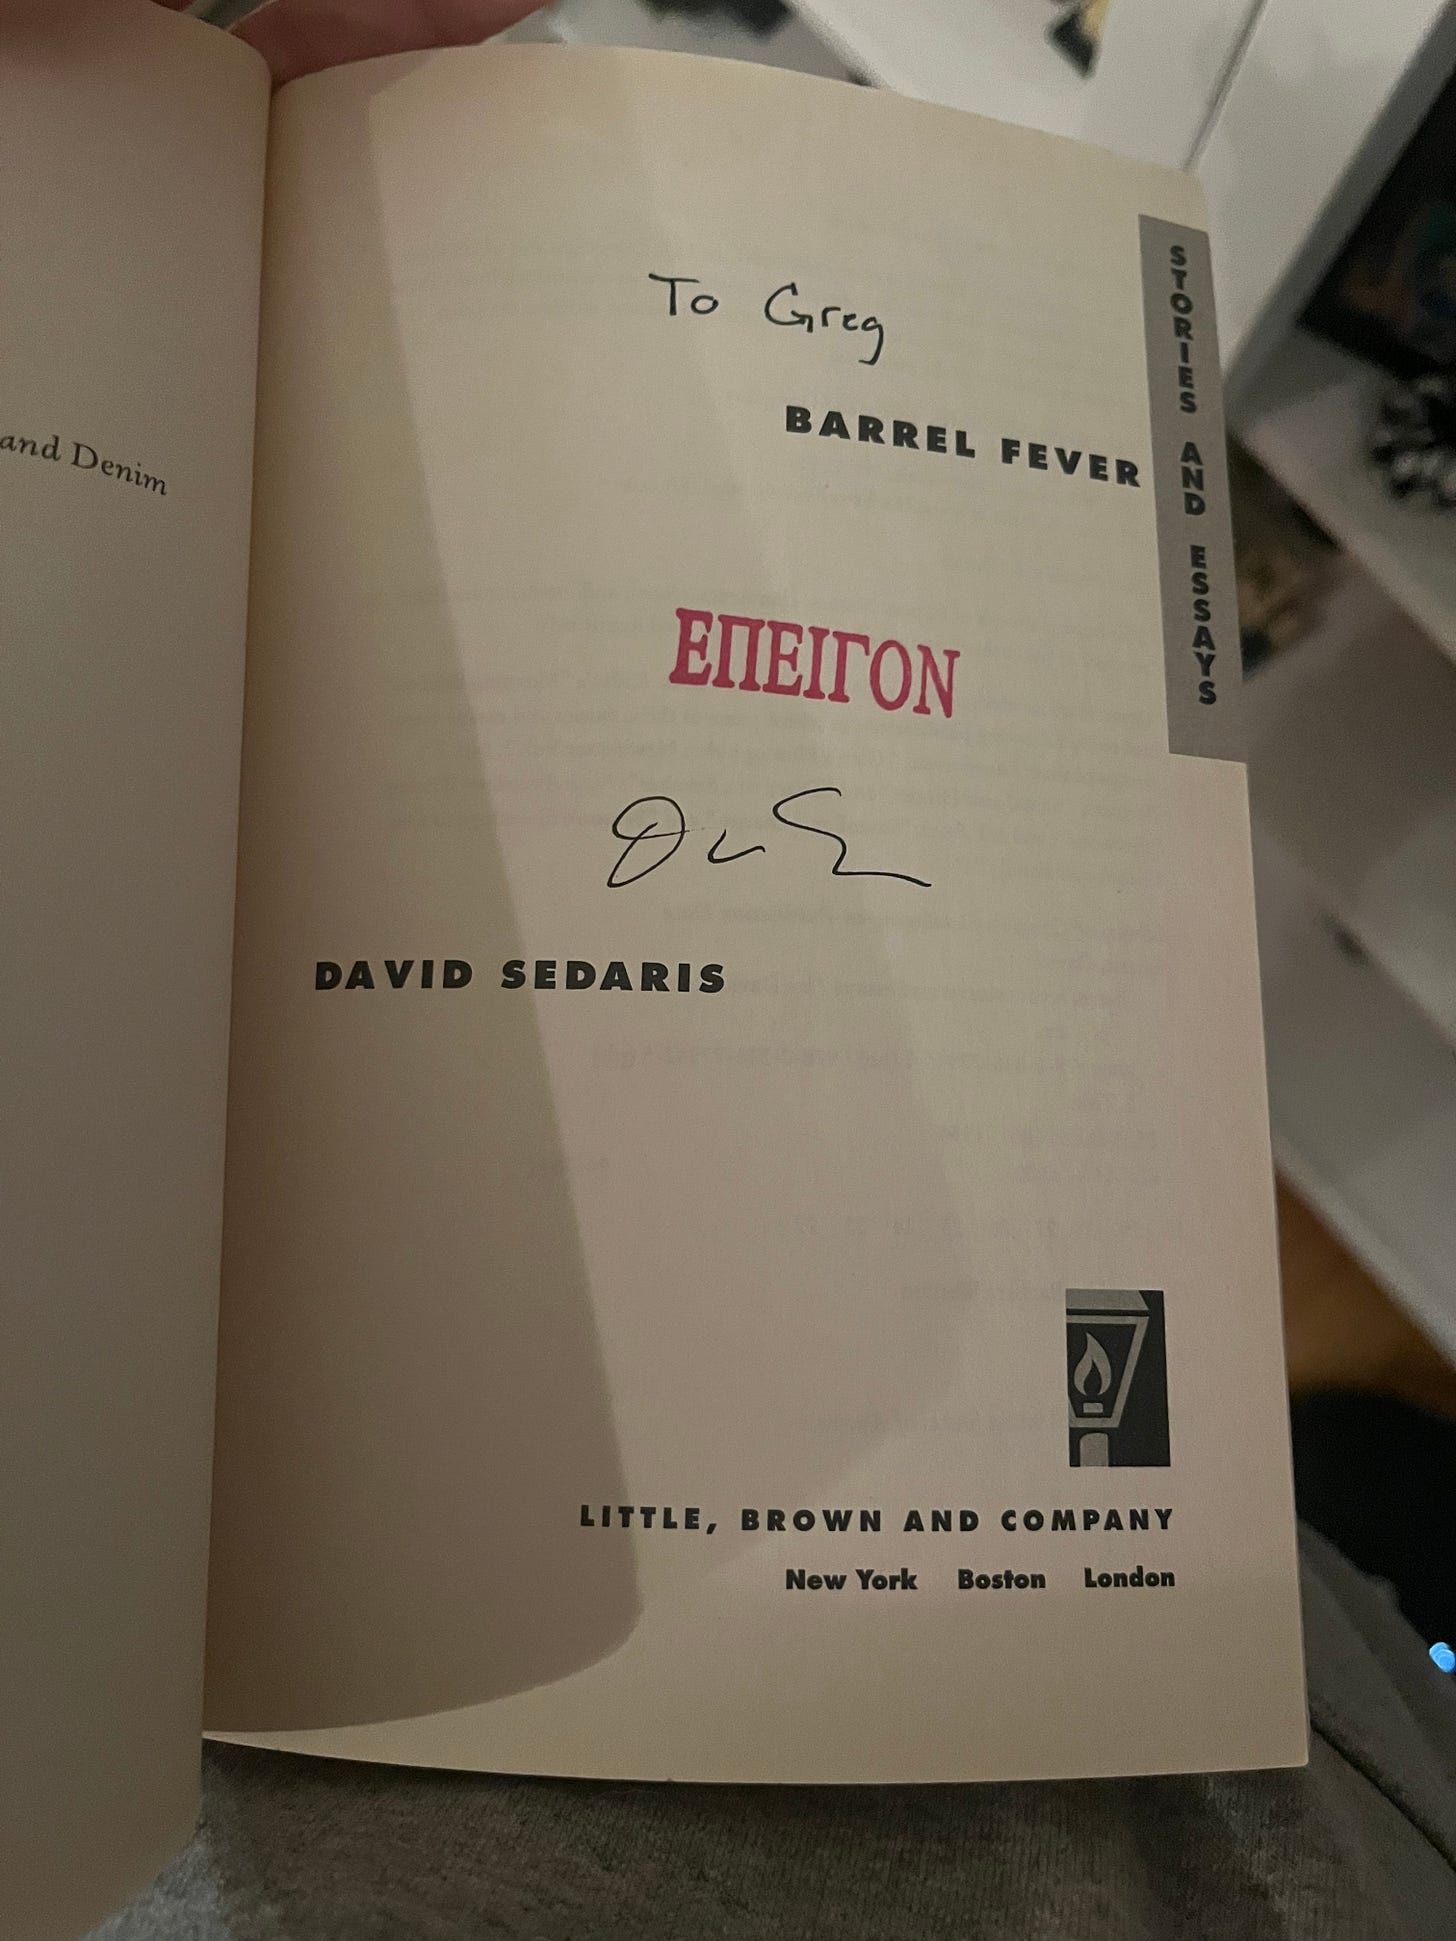 and Denim
To Greg
BARREL FEVER
STORIES AND ESSAYS
ΕΠΕΙΓΟΝ
DAVID SEDARIS
LITTLE, BROWN AND COMPANY
New York Boston London